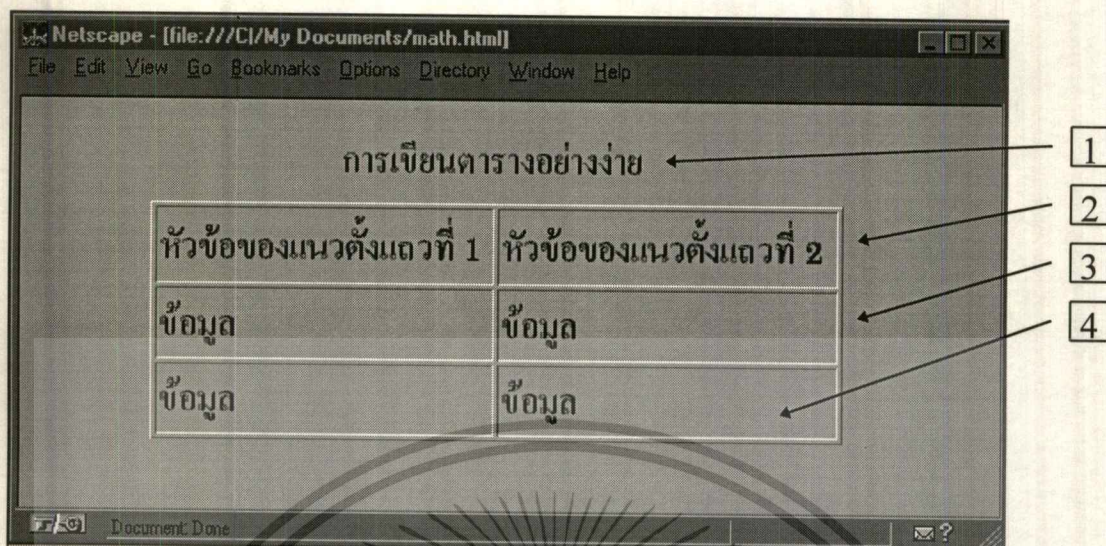 Netscape - [file:///C|/My Documents/math.html]
File Edit View Go Bookmarks Options Directory Window Help
การเขียนตารางอย่างง่าย
1
หัวข้อของแนวตั้งแถวที่ 1 หัวข้อของแนวตั้งแถวที่ 2
2
ข้อมูล ข้อมูล
3
ข้อมูล ข้อมูล
4
Document: Done